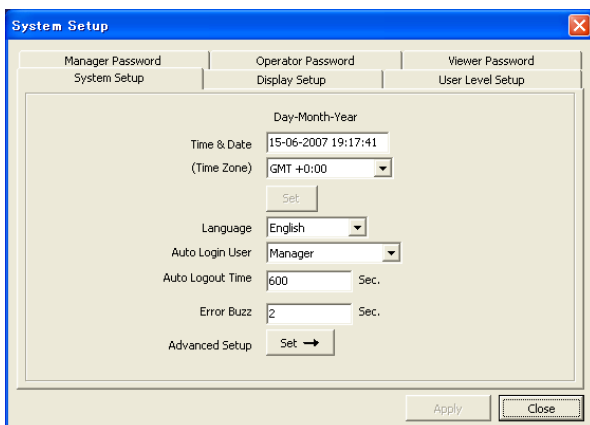 System Setup
Manager Password Operator Password Viewer Password
System Setup Display Setup User Level Setup
Day-Month-Year
Time & Date 15-06-2007 19:17:41
(Time Zone) GMT +0:00
Set
Language English
Auto Login User Manager
Auto Logout Time 600 Sec.
Error Buzz 2 Sec.
Advanced Setup Set →
Apply Close